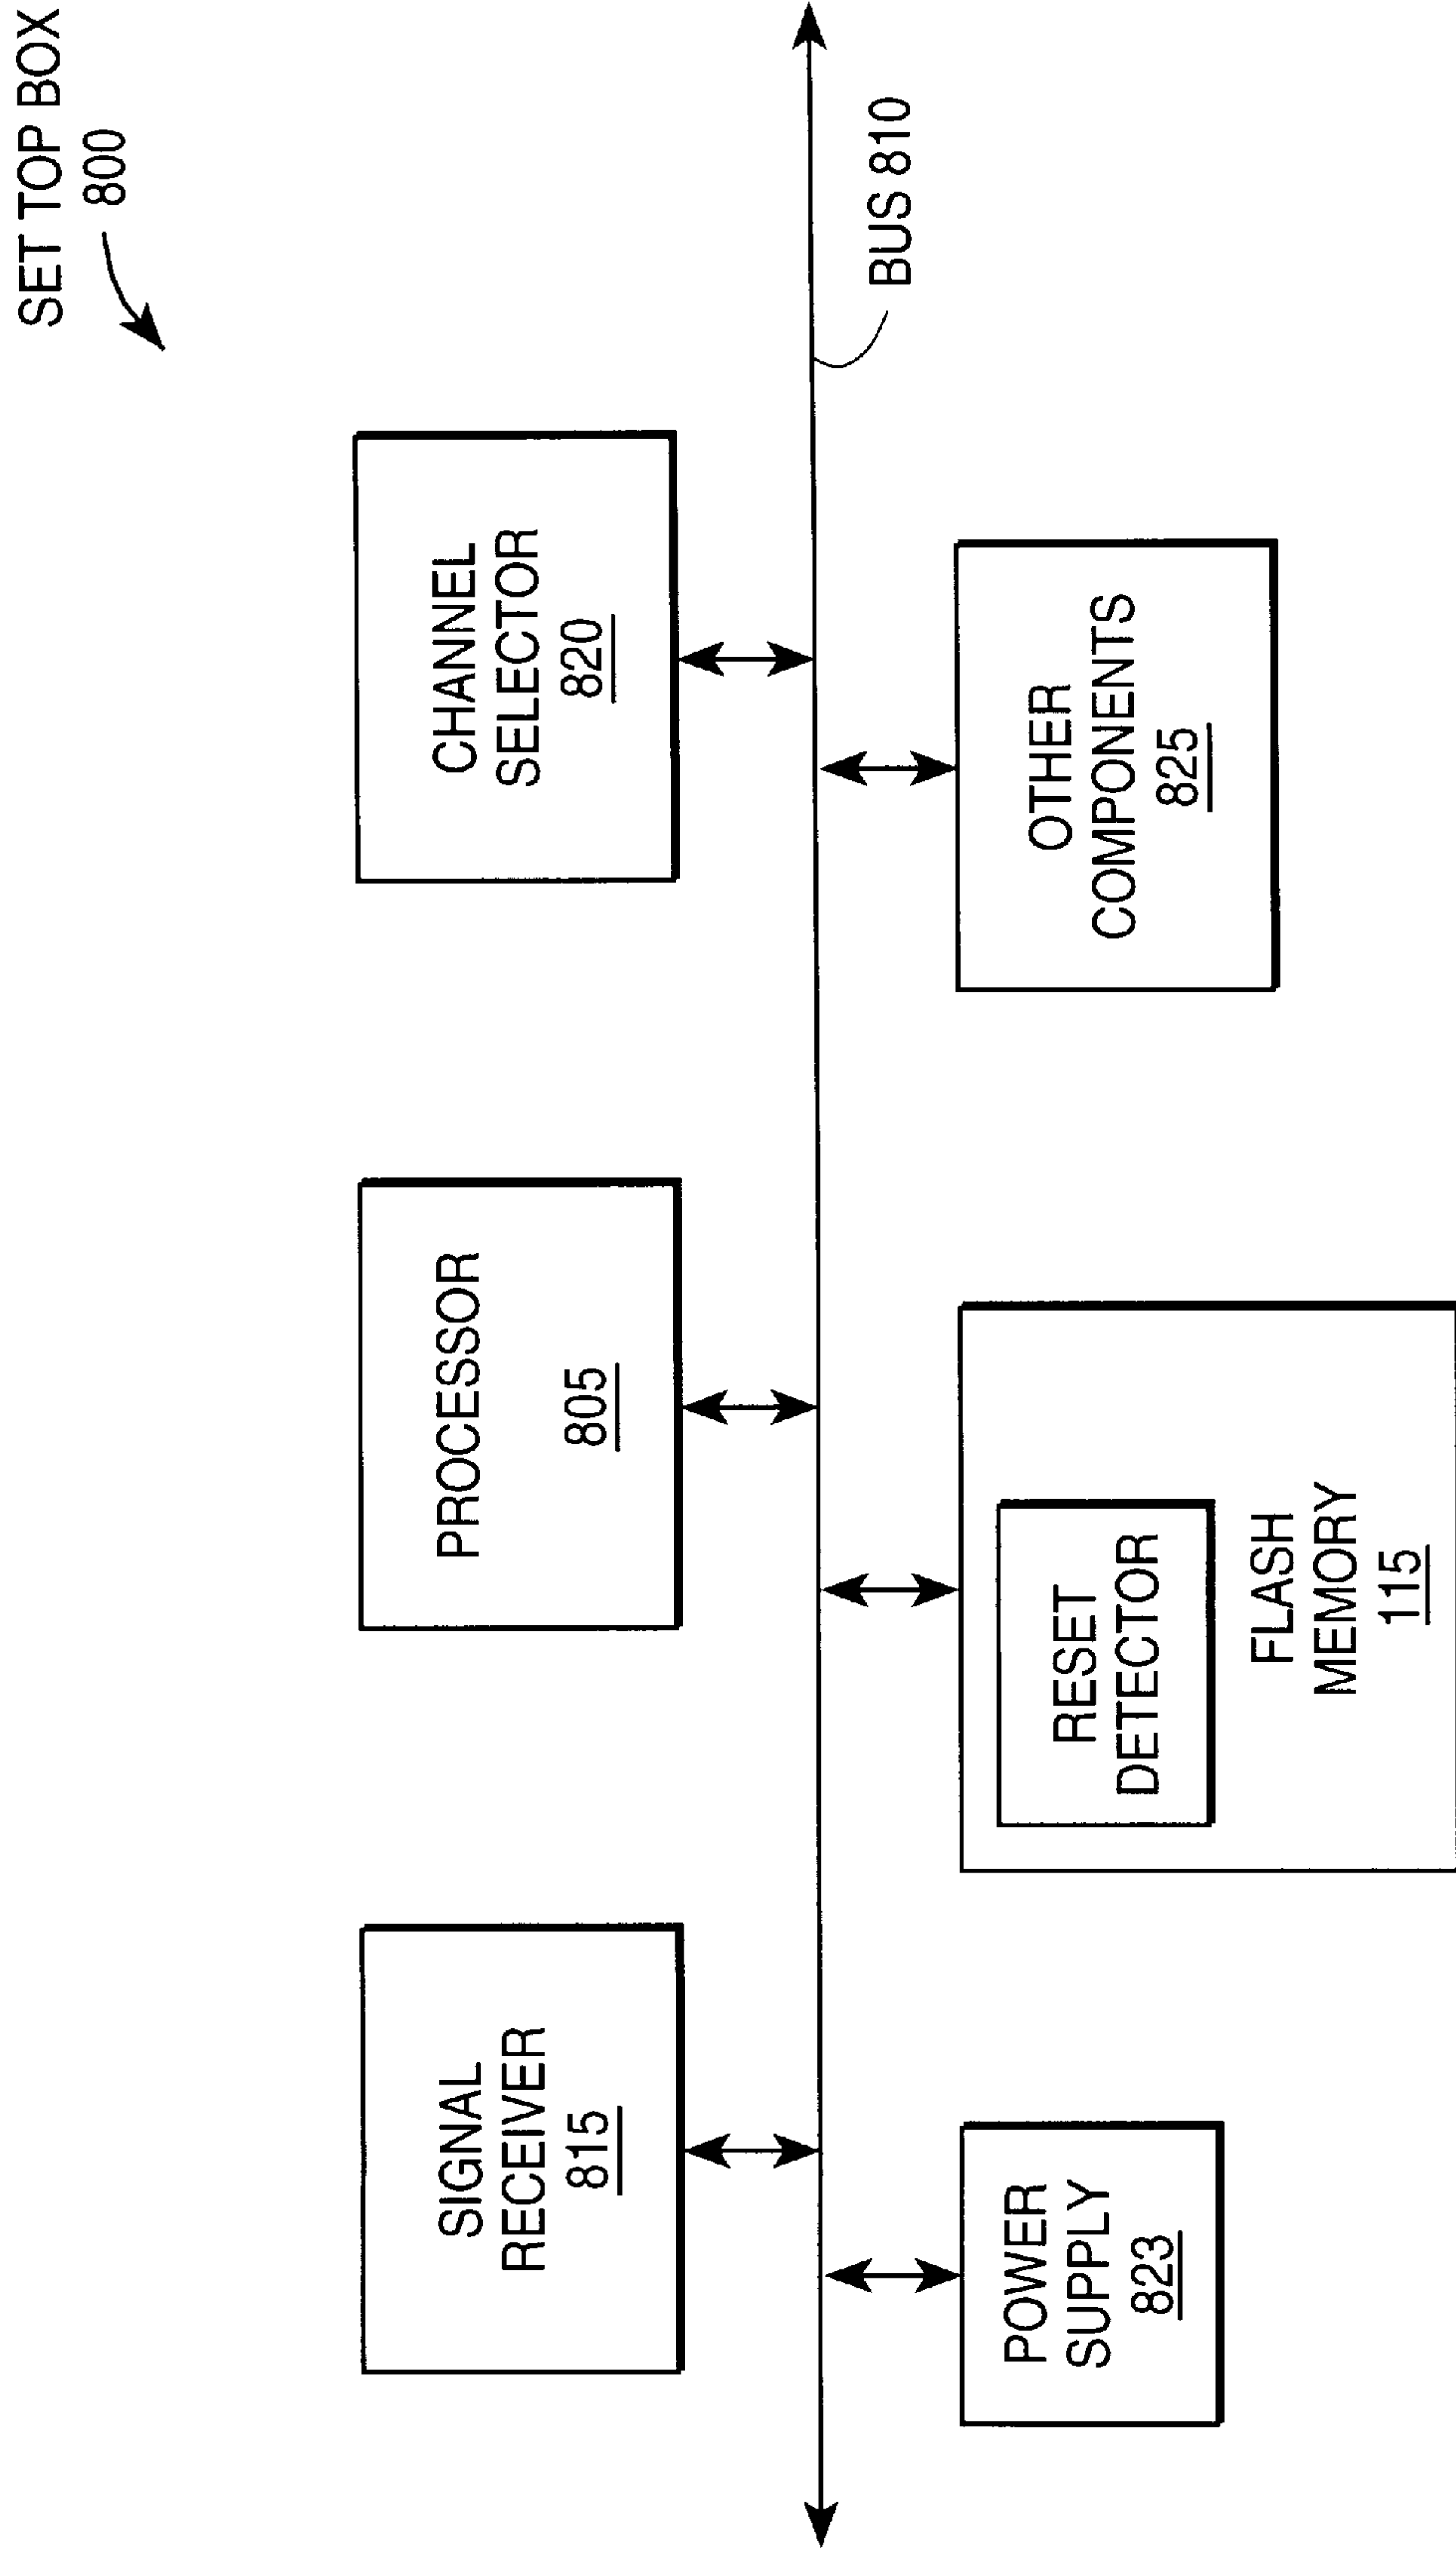 SET TOP BOX
800
SIGNAL
RECEIVER
815
PROCESSOR
805
CHANNEL
SELECTOR
820
BUS 810
POWER
SUPPLY
823
RESET
DETECTOR
FLASH
MEMORY
115
OTHER
COMPONENTS
825